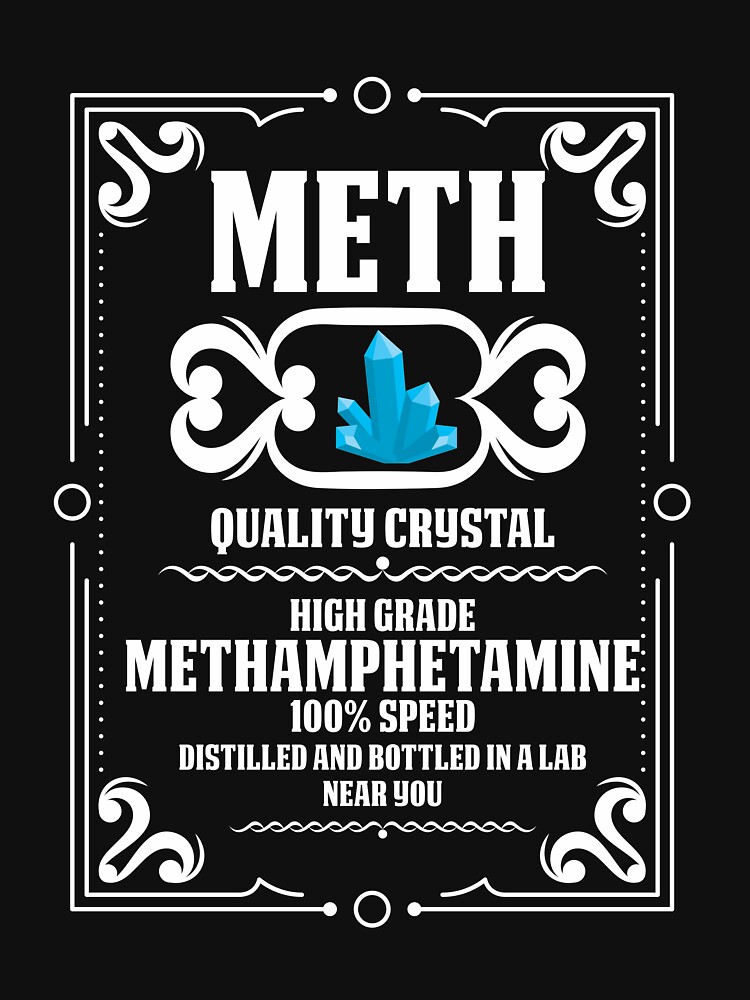 METH
QUALITY CRYSTAL
HIGH GRADE
METHAMPHETAMINE
100% SPEED
DISTILLED AND BOTTLED IN A LAB
NEAR YOU